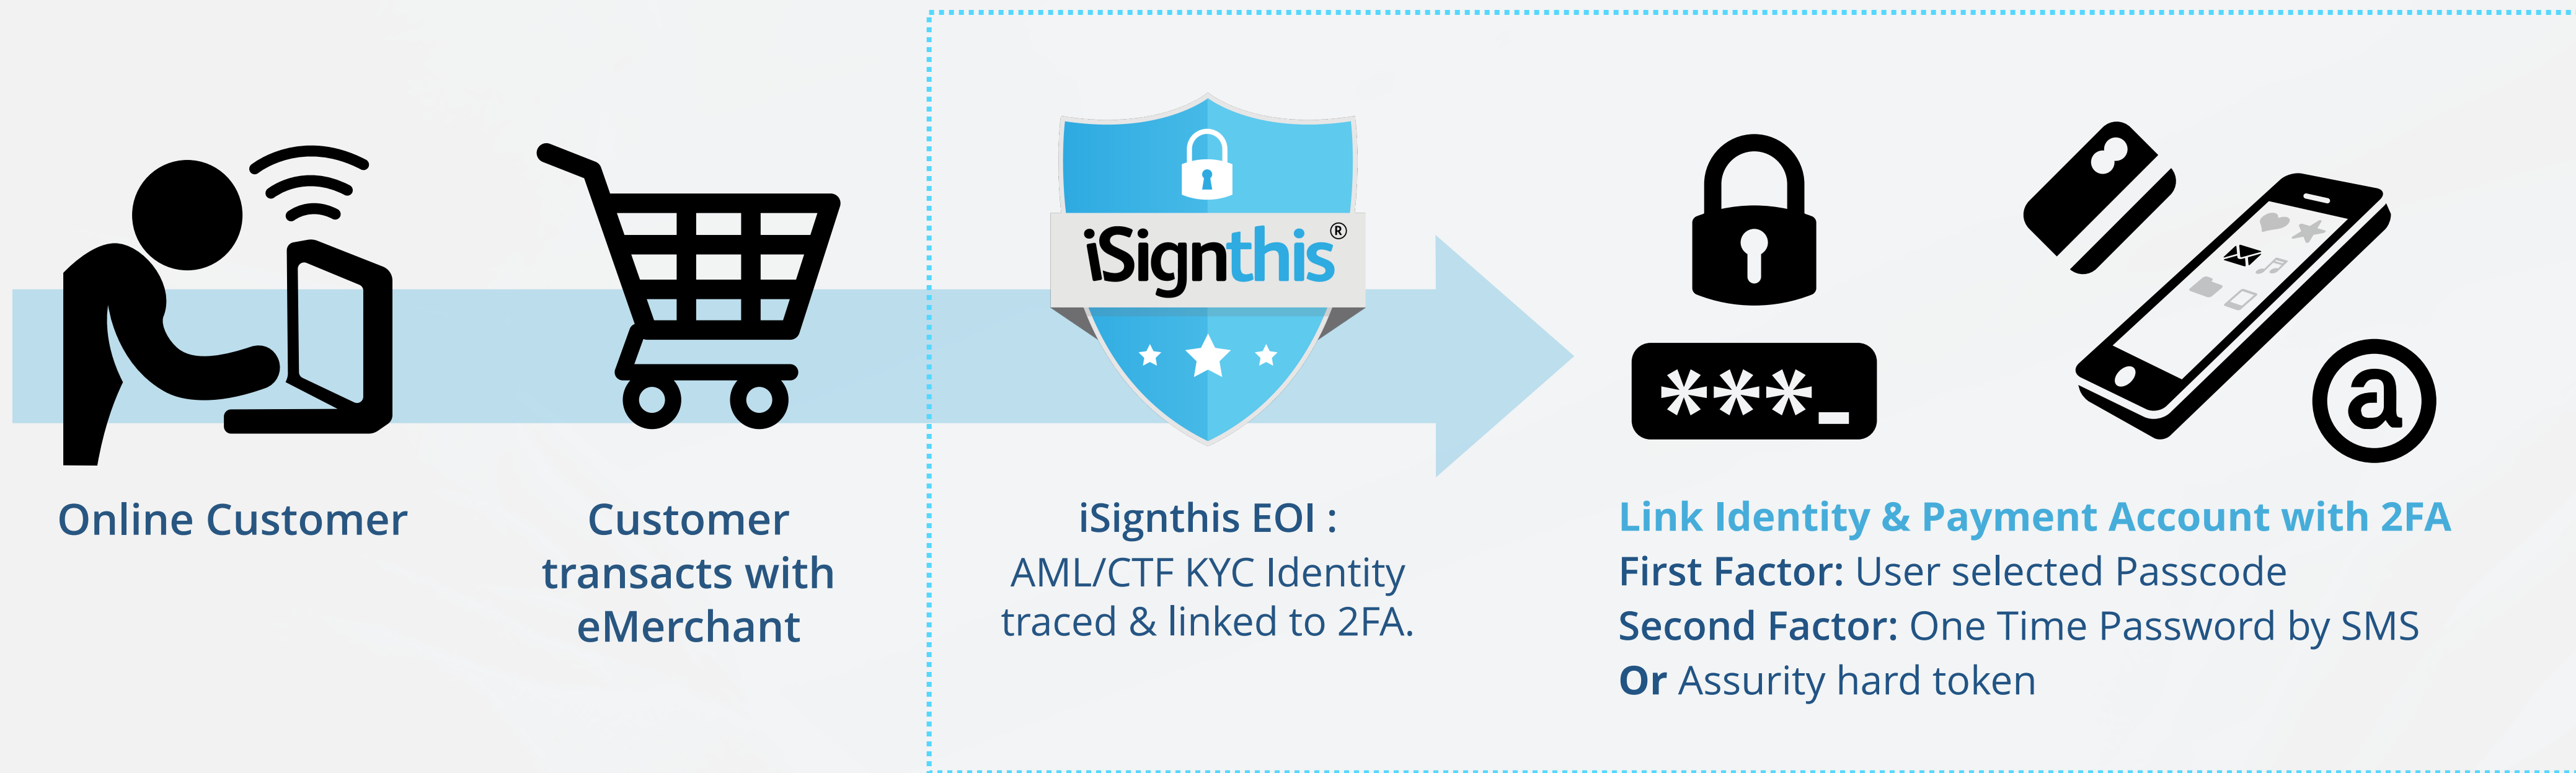 Online Customer
Customer
transacts with
eMerchant
iSignthis®
iSignthis EOI :
AML/CTF KYC Identity
traced & linked to 2FA.
***_
a
Link Identity & Payment Account with 2FA
First Factor: User selected Passcode
Second Factor: One Time Password by SMS
Or Assurity hard token